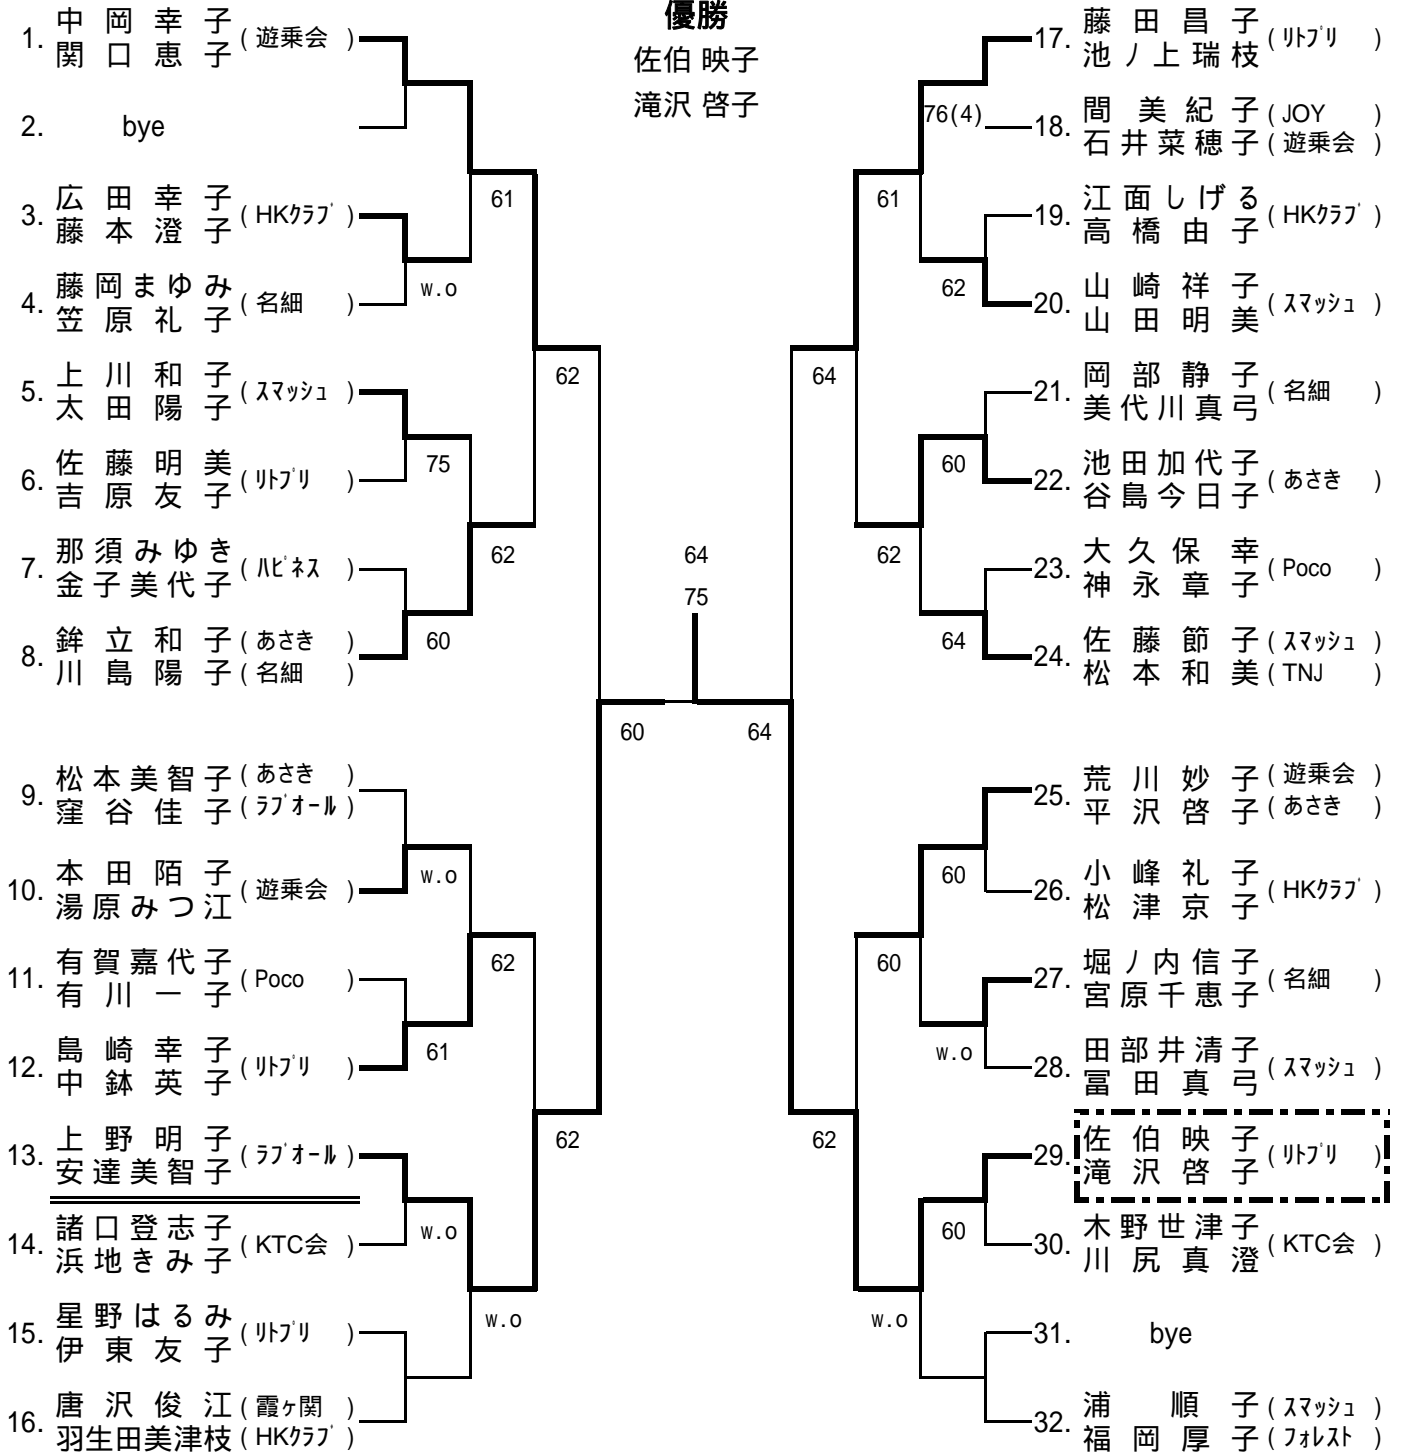 優勝
佐伯 映子
滝沢 啓子
1. 中岡幸子 (遊乗会)
関口恵子
2. bye
3. 広田幸子 (HKｸﾗﾌﾞ)
藤本澄子
w.o
4. 藤岡まゆみ (名細)
笠原礼子
61
5. 上川和子 (ｽﾏｯｼｭ)
太田陽子
75
6. 佐藤明美 (ﾘﾄﾌﾟﾘ)
吉原友子
62
7. 那須みゆき (ﾊﾋﾟﾈｽ)
金子美代子
60
8. 鉾立和子 (あさき)
川島陽子 (名細)
62
9. 松本美智子 (あさき)
窪谷佳子 (ﾗﾌﾞｵｰﾙ)
w.o
10. 本田陌子 (遊乗会)
湯原みつ江
62
11. 有賀嘉代子 (Poco)
有川一子
61
12. 島崎幸子 (ﾘﾄﾌﾟﾘ)
中鉢英子
60
13. 上野明子 (ﾗﾌﾞｵｰﾙ)
安達美智子
w.o
14. 諸口登志子 (KTC会)
浜地きみ子
62
15. 星野はるみ (ﾘﾄﾌﾟﾘ)
伊東友子
w.o
16. 唐沢俊江 (霞ヶ関)
羽生田美津枝 (HKｸﾗﾌﾞ)
64
75
17. 藤田昌子 (ﾘﾄﾌﾟﾘ)
池ノ上瑞枝
76(4)
18. 間美紀子 (JOY)
石井菜穂子 (遊乗会)
61
19. 江面しげる (HKｸﾗﾌﾞ)
高橋由子
62
20. 山崎祥子 (ｽﾏｯｼｭ)
山田明美
64
21. 岡部静子 (名細)
美代川真弓
60
22. 池田加代子 (あさき)
谷島今日子
62
23. 大久保幸 (Poco)
神永章子
64
24. 佐藤節子 (ｽﾏｯｼｭ)
松本和美 (TNJ)
64
25. 荒川妙子 (遊乗会)
平沢啓子 (あさき)
60
26. 小峰礼子 (HKｸﾗﾌﾞ)
松津京子
60
27. 堀ノ内信子 (名細)
宮原千恵子
w.o
28. 田部井清子 (ｽﾏｯｼｭ)
冨田真弓
62
29. 佐伯映子 (ﾘﾄﾌﾟﾘ)
滝沢啓子
60
30. 木野世津子 (KTC会)
川尻真澄
w.o
31. bye
32. 浦順子 (ｽﾏｯｼｭ)
福岡厚子 (ﾌｫﾚｽﾄ)